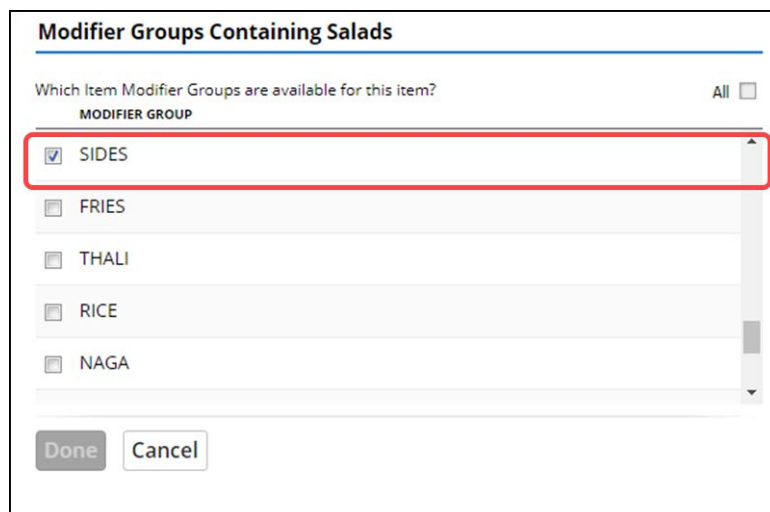 Modifier Groups Containing Salads
Which Item Modifier Groups are available for this item? All
MODIFIER GROUP
SIDES
FRIES
THALI
RICE
NAGA
Done Cancel